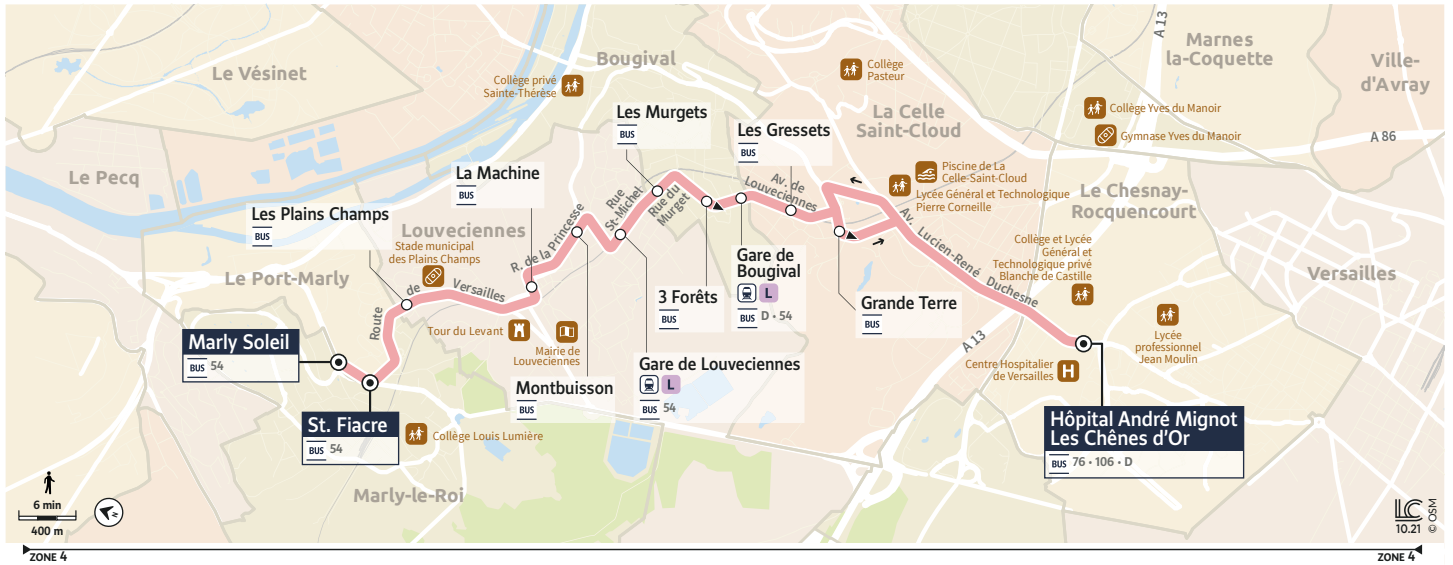 Le Vésinet
Bougival
Collège privé
Sainte-Thérèse
Collège
Pasteur
A 13
Marnes
la-Coquette
Ville-
d'Avray
Les Murgets
BUS
Les Gressets
BUS
La Celle
Saint-Cloud
Collège Yves du Manoir
Gymnase Yves du Manoir
A 86
Le Pecq
La Machine
BUS
Piscine de La
Celle-Saint-Cloud
Lycée Général et Technologique
Pierre Corneille
Le Chesnay-
Rocquencourt
Les Plains Champs
BUS
Louveciennes
Stade municipal
des Plains Champs
R. de la Princesse
Rue
St-Michel
Rue du
Murget
Av. de
Louveciennes
Av. Lucien-René Duchesne
Collège et Lycée
Général et
Technologique privé
Blanche de Castille
Versailles
Le Port-Marly
Route de Versailles
Gare de
Bougival
L
BUS D • 54
3 Forêts
BUS
Grande Terre
BUS
Tour du Levant
Mairie de
Louveciennes
Marly Soleil
BUS 54
A 13
Lycée
professionnel
Jean Moulin
Centre Hospitalier
de Versailles
H
Montbuisson
BUS
Gare de Louveciennes
L
BUS 54
St. Fiacre
BUS 54
Collège Louis Lumière
Hôpital André Mignot
Les Chênes d'Or
BUS 76 • 106 • D
Marly-le-Roi
6 min
400 m
N
LC
10.21
© OSM
ZONE 4
ZONE 4